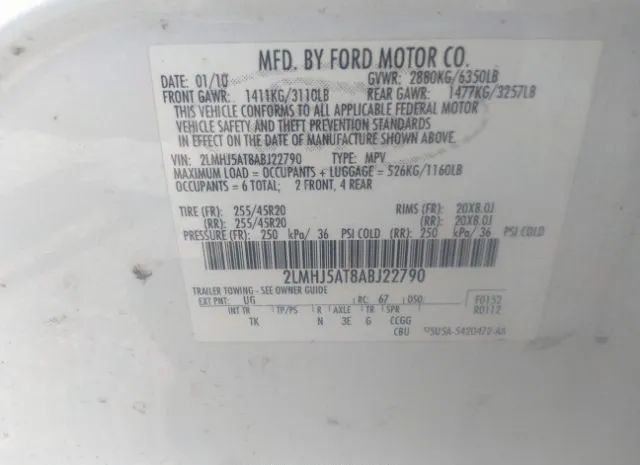 MFD. BY FORD MOTOR CO.
DATE: 01/10 GVWR: 2880KG/6350LB
FRONT GAWR: 1411KG/3110LB REAR GAWR: 1477KG/3257LB
THIS VEHICLE CONFORMS TO ALL APPLICABLE FEDERAL MOTOR
VEHICLE SAFETY AND THEFT PREVENTION STANDARDS
IN EFFECT ON THE DATE OF MANUFACTURE SHOWN ABOVE.
VIN: 2LMHJ5AT8ABJ22790 TYPE: MPV
MAXIMUM LOAD = OCCUPANTS + LUGGAGE = 526KG/1160LB
OCCUPANTS = 6 TOTAL; 2 FRONT, 4 REAR
TIRE (FR): 255/45R20 RIMS (FR): 20X8.0J
(RR): 255/45R20 (RR): 20X8.0J
PRESSURE (FR): 250 kPa/ 36 PSI COLD (RR): 250 kPa/ 36 PSI COLD
2LMHJ5AT8ABJ22790
TRAILER TOWING - SEE OWNER GUIDE
EXT PNT: UG RC: 67 DSO: F0152
INT TR TP/PS R AXLE TR SPR R0112
TK N 3E G CCGG
CBU 5U5A-5420472-AA